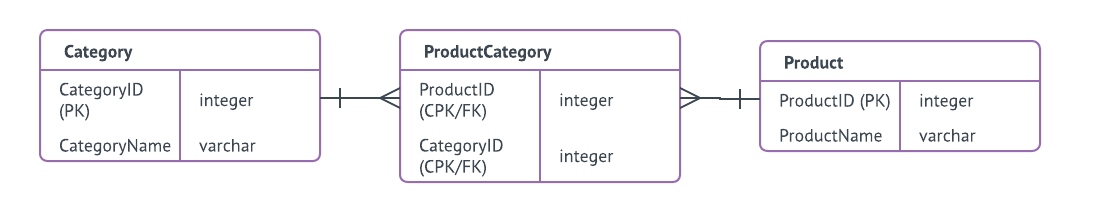 Category
CategoryID
(PK)
integer
CategoryName
varchar
ProductCategory
ProductID
(CPK/FK)
integer
CategoryID
(CPK/FK)
integer
Product
ProductID (PK)
integer
ProductName
varchar